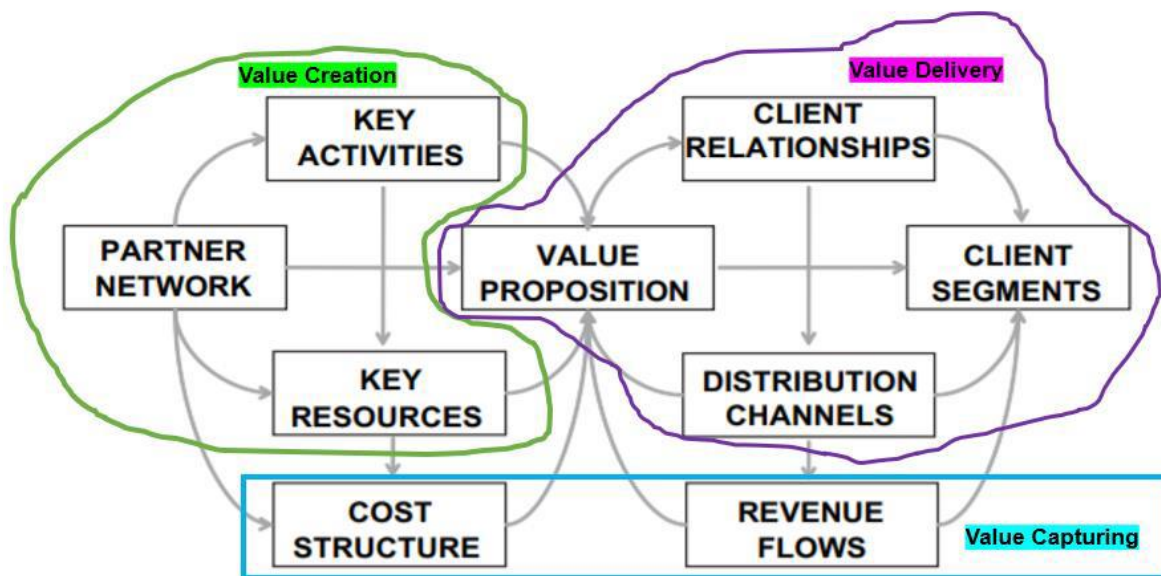 Value Creation
Value Delivery
KEY
ACTIVITIES
CLIENT
RELATIONSHIPS
PARTNER
NETWORK
VALUE
PROPOSITION
CLIENT
SEGMENTS
KEY
RESOURCES
DISTRIBUTION
CHANNELS
COST
STRUCTURE
REVENUE
FLOWS
Value Capturing